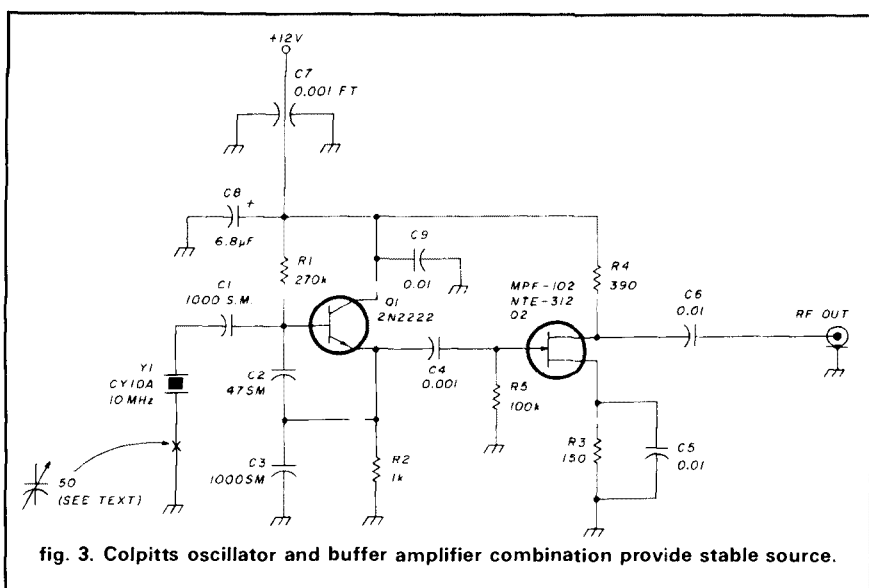 +12V
C7
0.001 FT
C8
+
6.8µF
R1
270k
C9
0.01
R4
390
C1
1000 S.M.
Q1
2N2222
MPF-102
NTE-312
Q2
C6
0.01
RF OUT
Y1
CY10A
10 MHz
C2
47SM
C4
0.001
R5
100k
50
(SEE TEXT)
C3
1000SM
R2
1k
R3
150
C5
0.01
fig. 3. Colpitts oscillator and buffer amplifier combination provide stable source.